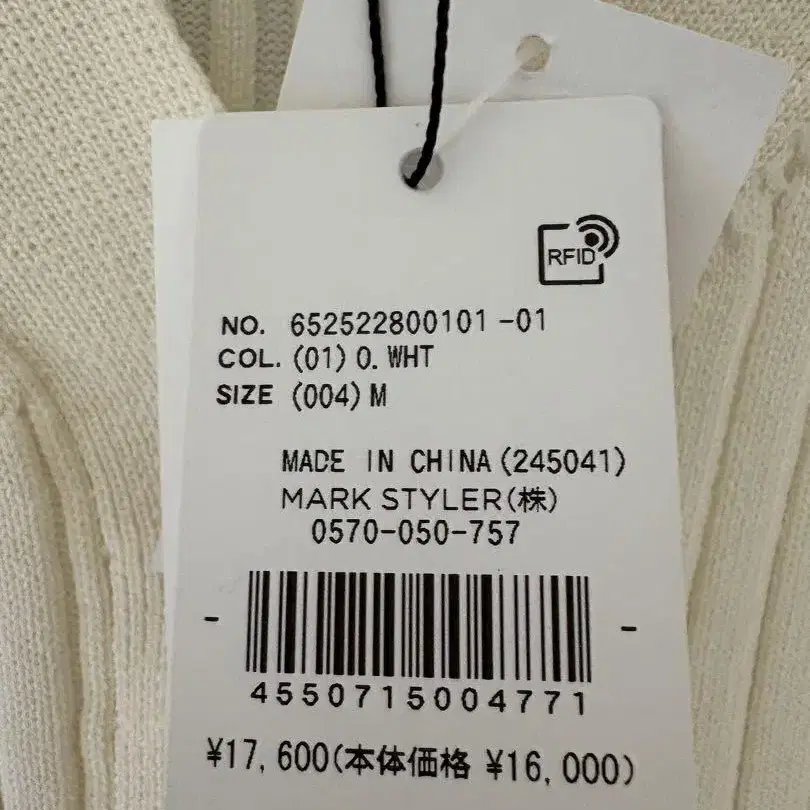 RFID
NO. 652522800101-01
COL. (01) O. WHT
SIZE (004) M
MADE IN CHINA (245041)
MARK STYLER(株)
0570-050-757
4550715004771
¥17,600(本体価格 ¥16,000)